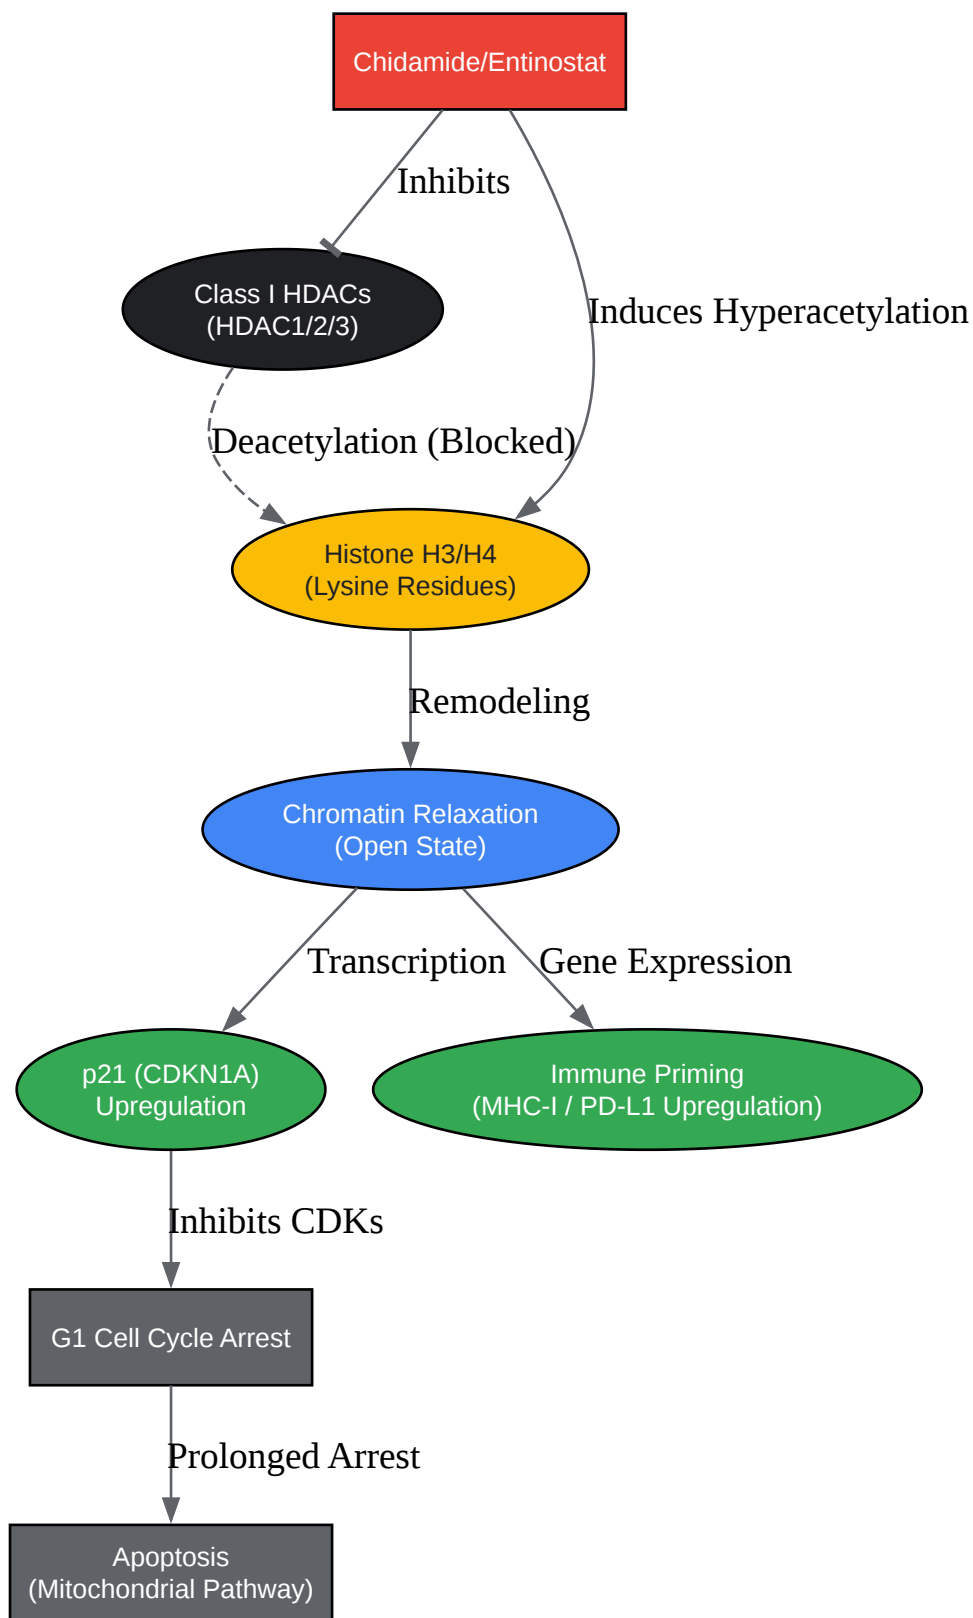 Chidamide/Entinostat
Inhibits
Class I HDACs
(HDAC1/2/3)
Induces Hyperacetylation
Deacetylation (Blocked)
Histone H3/H4
(Lysine Residues)
Remodeling
Chromatin Relaxation
(Open State)
Transcription
Gene Expression
p21 (CDKN1A)
Upregulation
Immune Priming
(MHC-I / PD-L1 Upregulation)
Inhibits CDKs
G1 Cell Cycle Arrest
Prolonged Arrest
Apoptosis
(Mitochondrial Pathway)